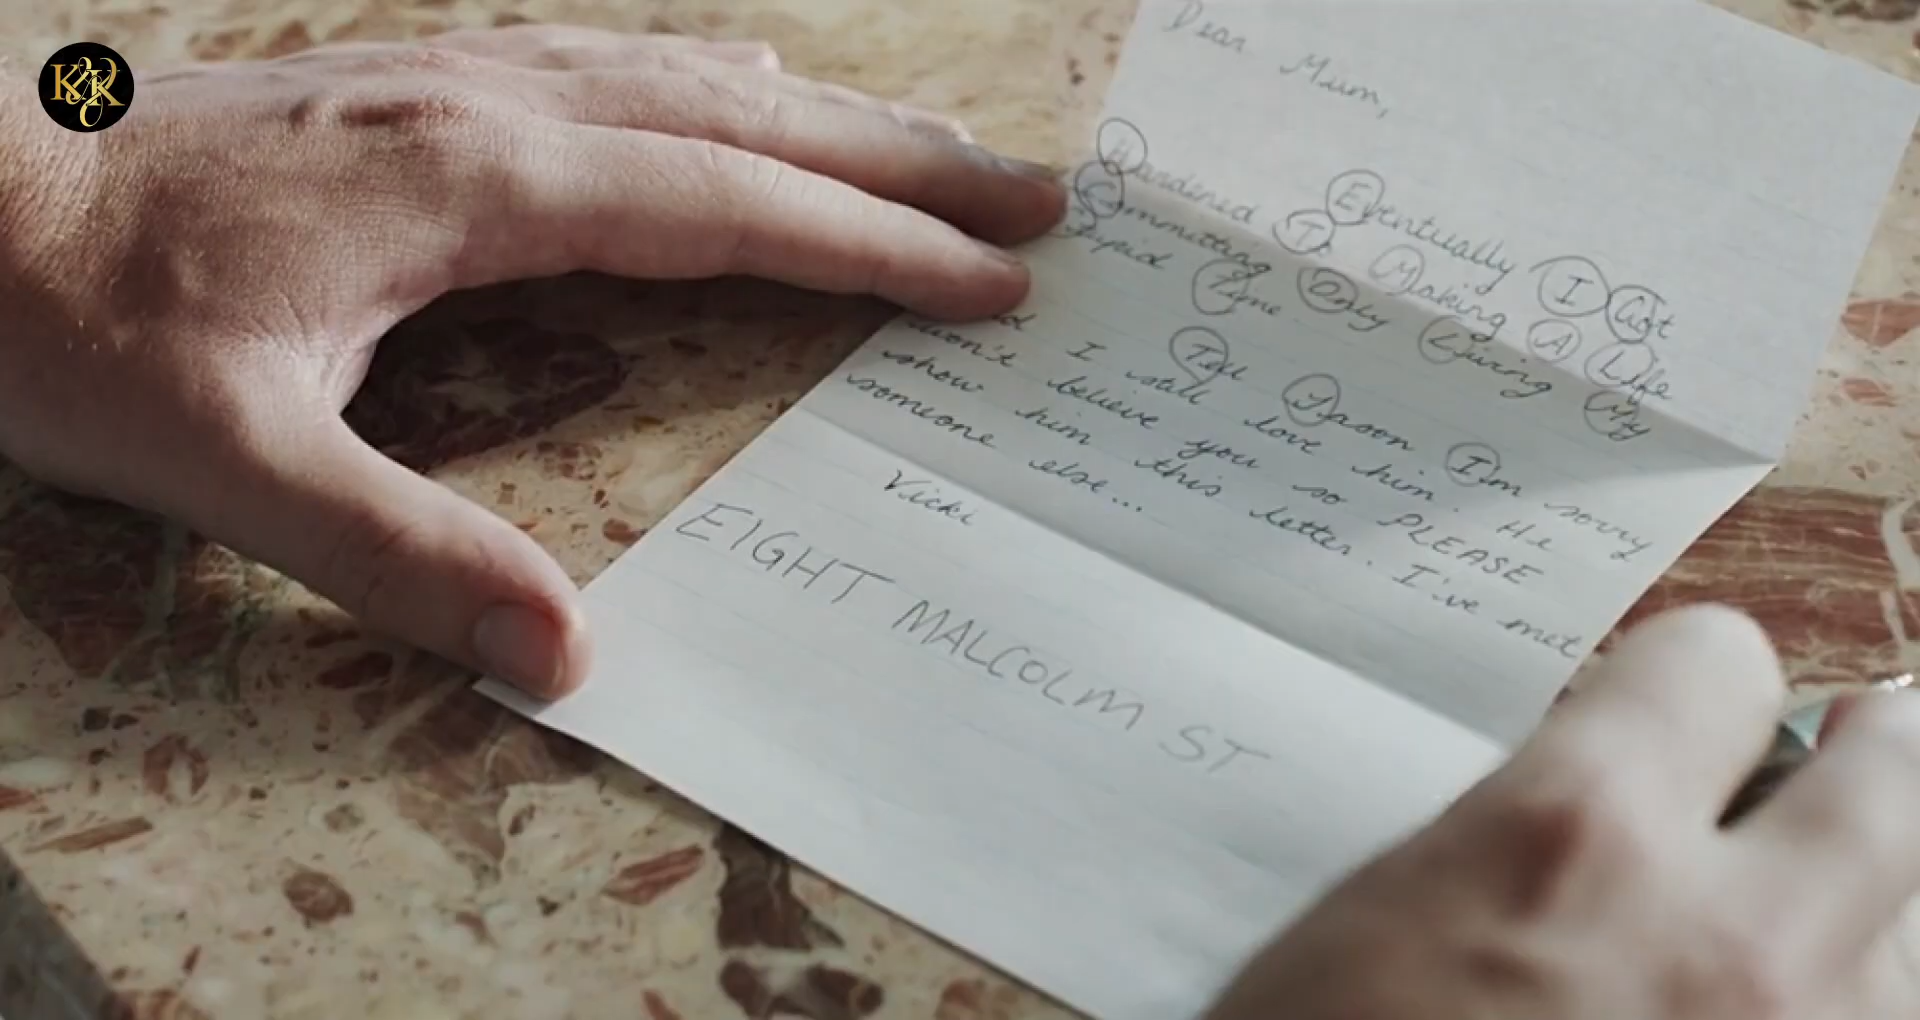 Dear Mum,
Eventually I Got
Hardened To Making A Life
Committing Only Living My
Stupid Time. Tell Jason Im sorry
I still love him. He
won't believe you so PLEASE
show him this letter. I've met
someone else...
Vicki
EIGHT MALCOLM ST